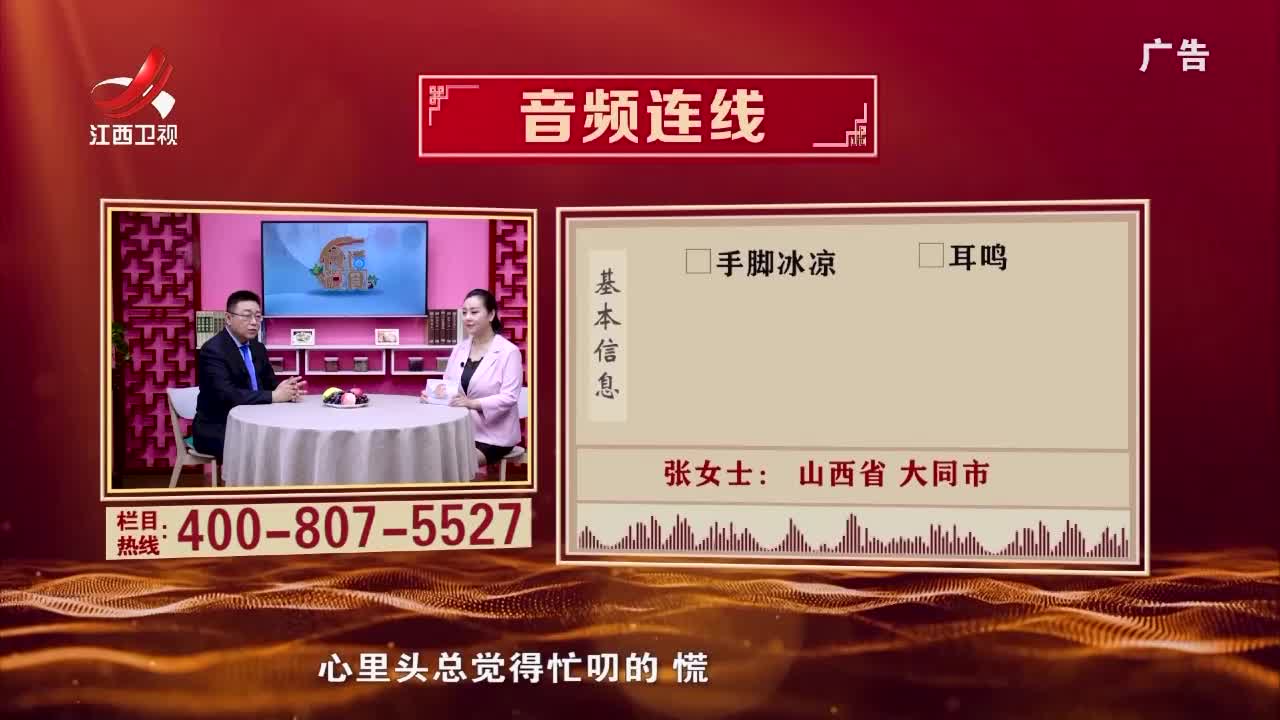 广告
江西卫视
音频连线
□手脚冰凉
□耳鸣
基本信息
张女士： 山西省 大同市
栏目热线：400-807-5527
心里头总觉得忙叨的 慌